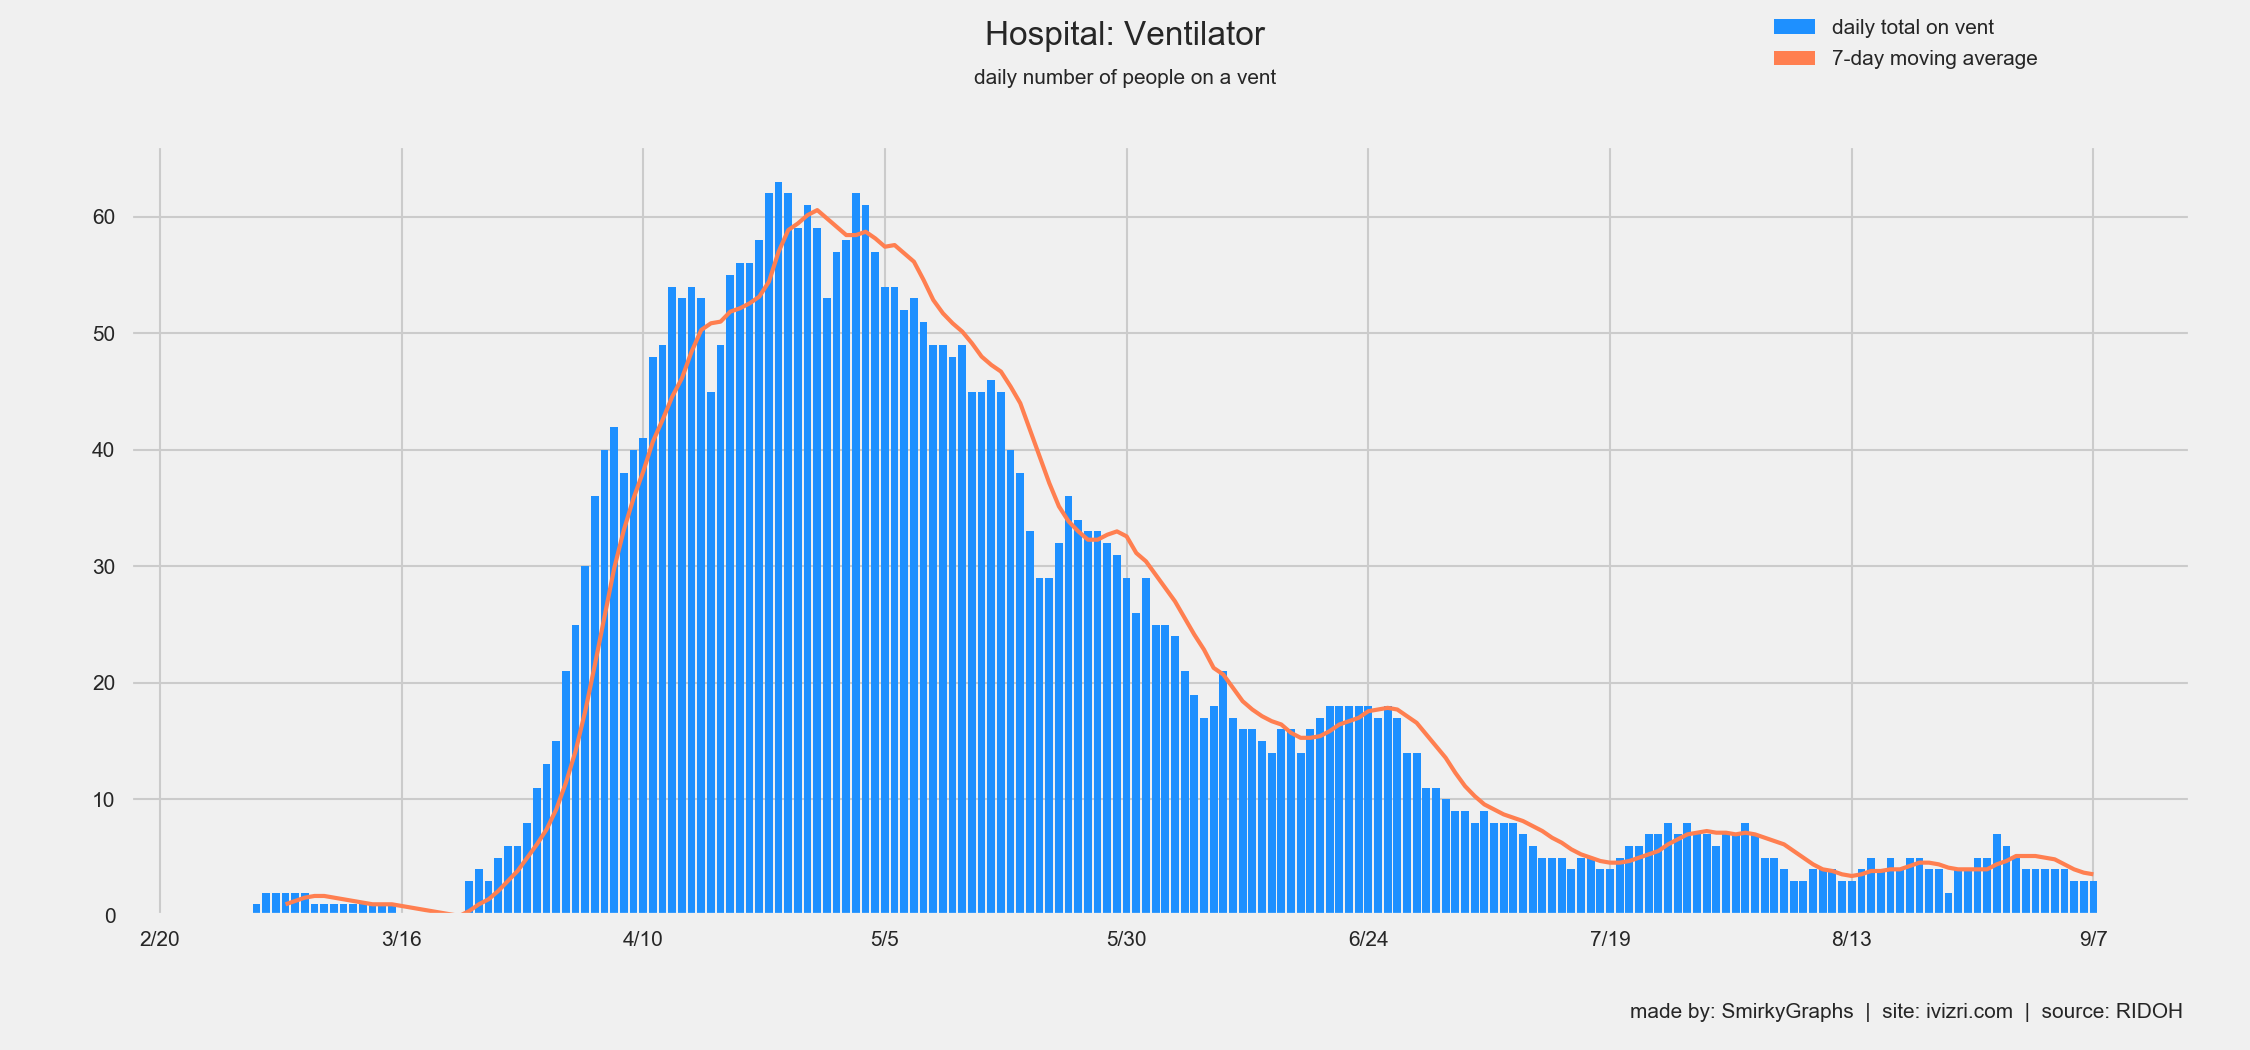 Hospital: Ventilator
daily number of people on a vent
daily total on vent
7-day moving average
60
50
40
30
20
10
0
2/20 3/16 4/10 5/5 5/30 6/24 7/19 8/13 9/7
made by: SmirkyGraphs | site: ivizri.com | source: RIDOH